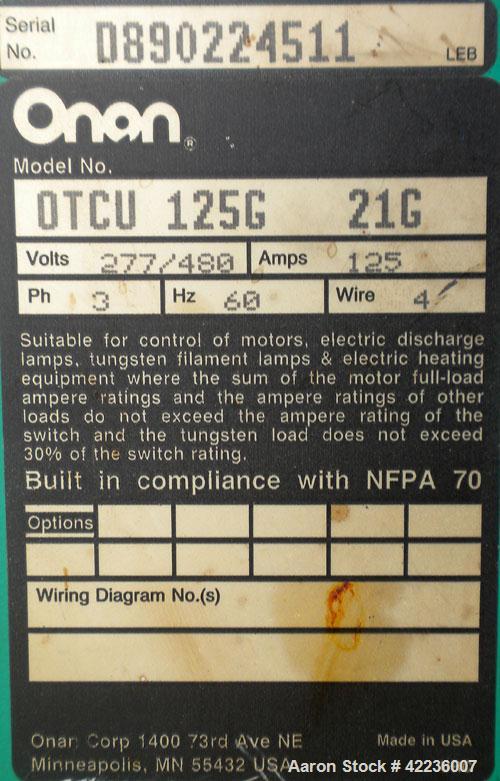 Serial No. D890224511 LEB
Onan®
Model No.
OTCU 125G 21G
Volts 277/480 Amps 125
Ph 3 Hz 60 Wire 4
Suitable for control of motors, electric discharge
lamps, tungsten filament lamps & electric heating
equipment where the sum of the motor full-load
ampere ratings and the ampere ratings of other
loads do not exceed the ampere rating of the
switch and the tungsten load does not exceed
30% of the switch rating.
Built in compliance with NFPA 70
Options
Wiring Diagram No.(s)
Onan Corp 1400 73rd Ave NE Made in USA
Minneapolis, MN 55432 USA
Aaron Stock # 42236007